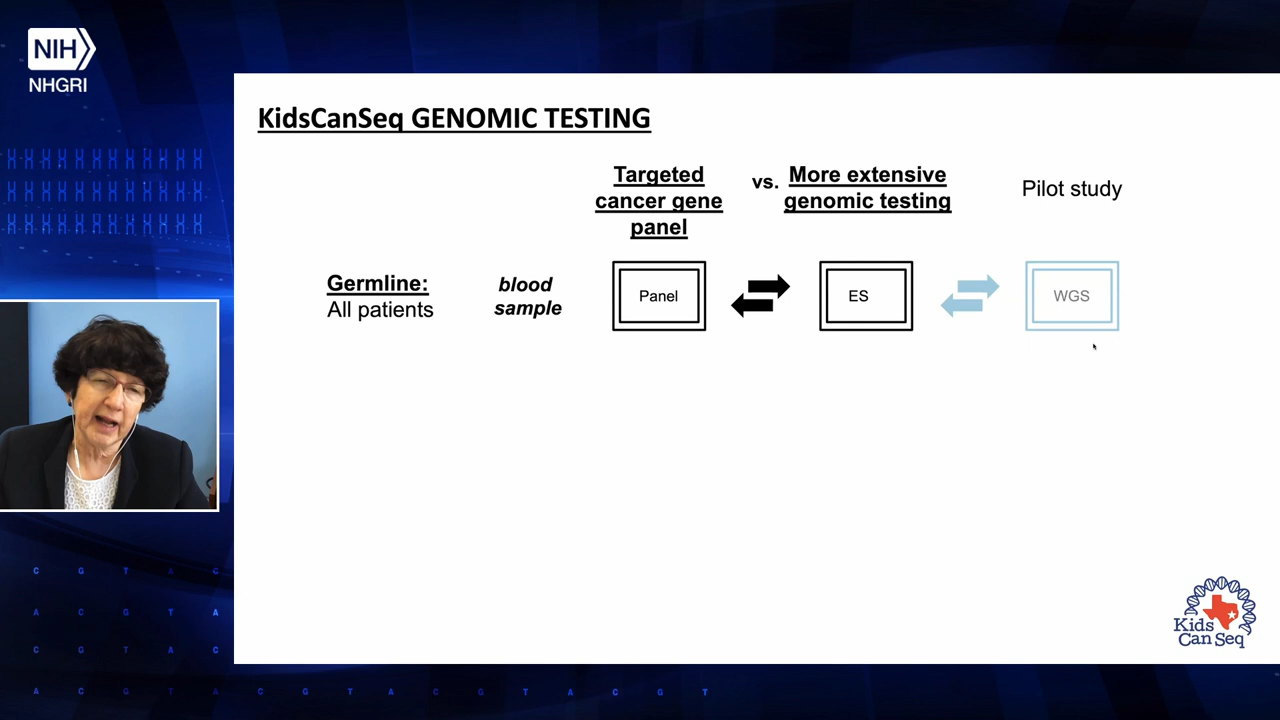 NIH
NHGRI
KidsCanSeq GENOMIC TESTING
Targeted
cancer gene
panel
vs.
More extensive
genomic testing
Pilot study
Germline:
All patients
blood
sample
Panel
ES
WGS
Kids
Can Seq
C G T A C
A C G T A
C G T A C
A C G T A C G T A C G T A C G T